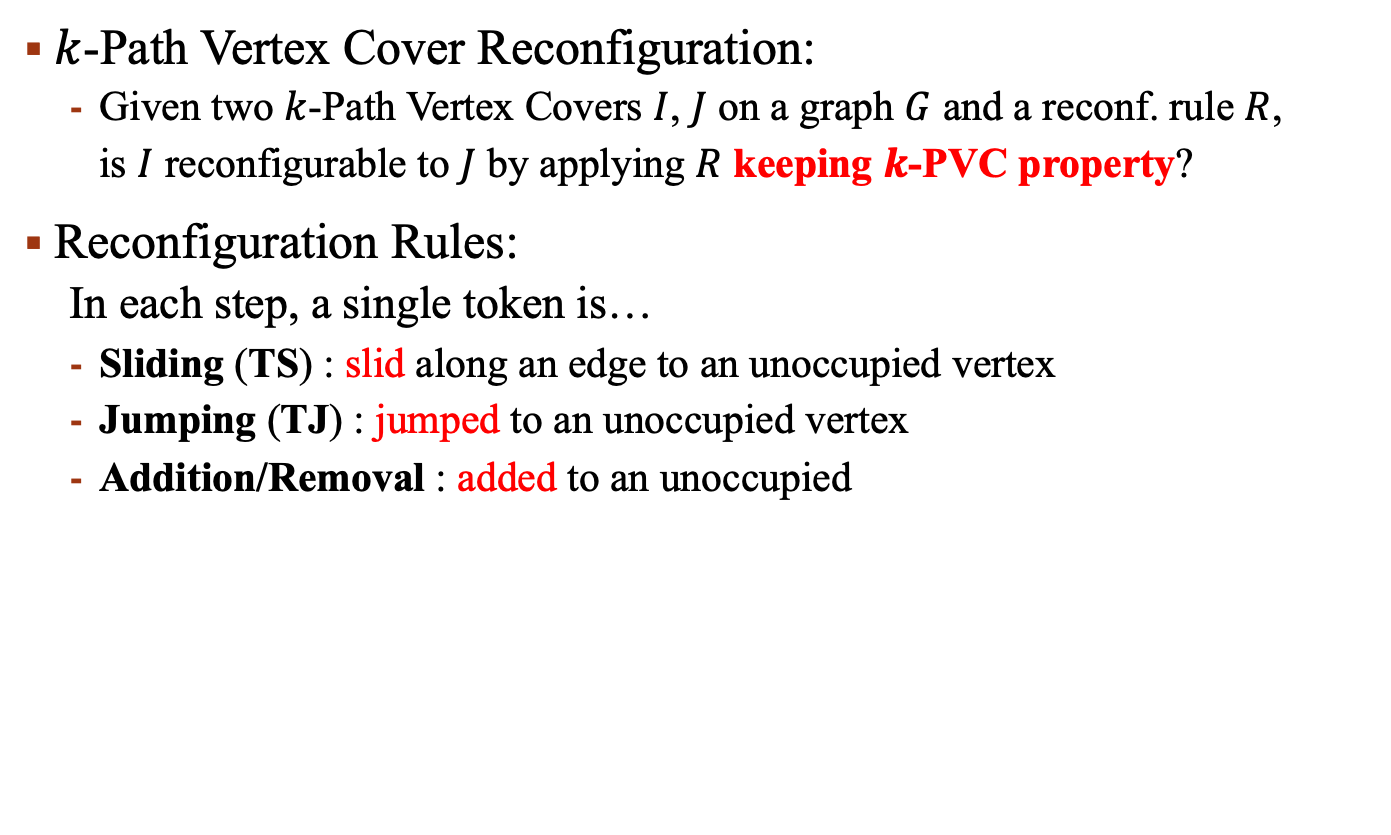 ▪ k-Path Vertex Cover Reconfiguration:
- Given two k-Path Vertex Covers I, J on a graph G and a reconf. rule R,
is I reconfigurable to J by applying R keeping k-PVC property?
▪ Reconfiguration Rules:
In each step, a single token is…
- Sliding (TS) : slid along an edge to an unoccupied vertex
- Jumping (TJ) : jumped to an unoccupied vertex
- Addition/Removal : added to an unoccupied